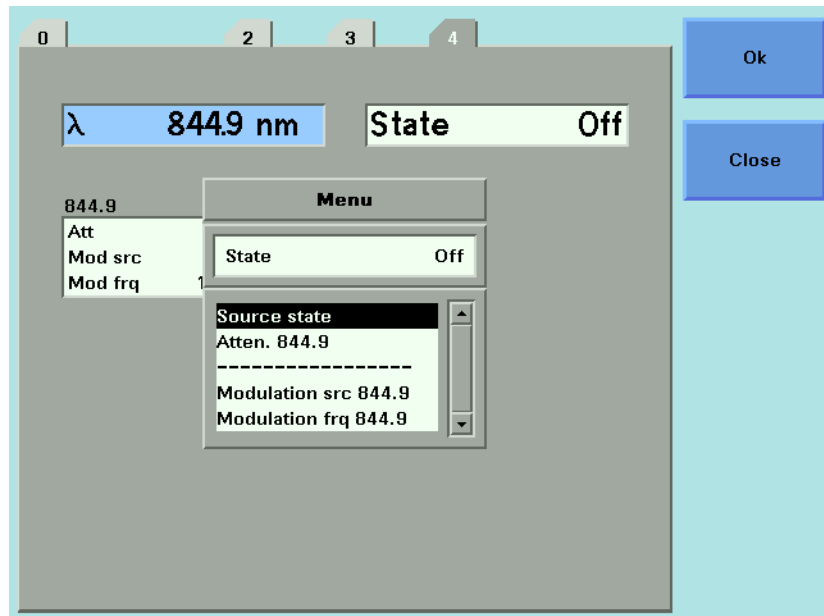 0 2 3 4
λ 844.9 nm State Off
Ok
Close
844.9
Att
Mod src
Mod frq 1
Menu
State Off
Source state
Atten. 844.9
-----------------
Modulation src 844.9
Modulation frq 844.9